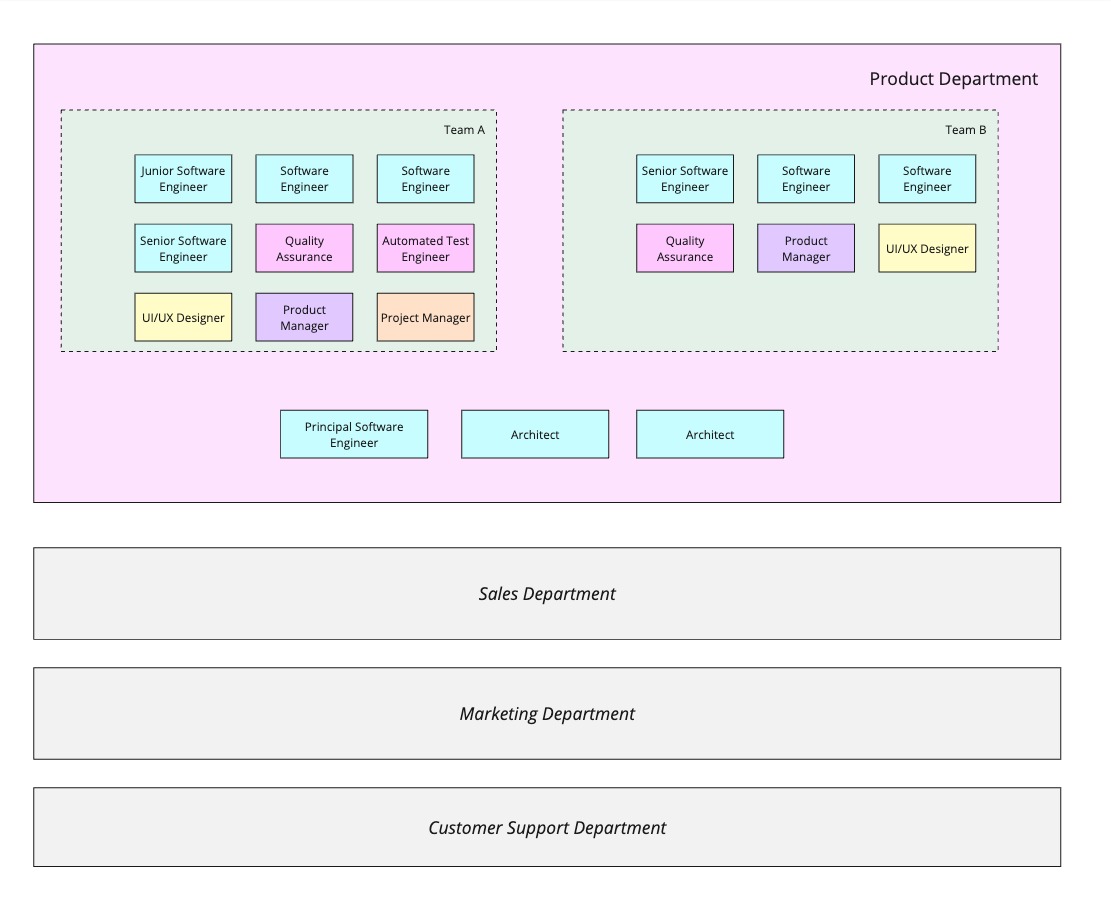 Product Department
Team A
Junior Software
Engineer
Software
Engineer
Software
Engineer
Senior Software
Engineer
Quality
Assurance
Automated Test
Engineer
UI/UX Designer
Product
Manager
Project Manager
Team B
Senior Software
Engineer
Software
Engineer
Software
Engineer
Quality
Assurance
Product
Manager
UI/UX Designer
Principal Software
Engineer
Architect
Architect
Sales Department
Marketing Department
Customer Support Department